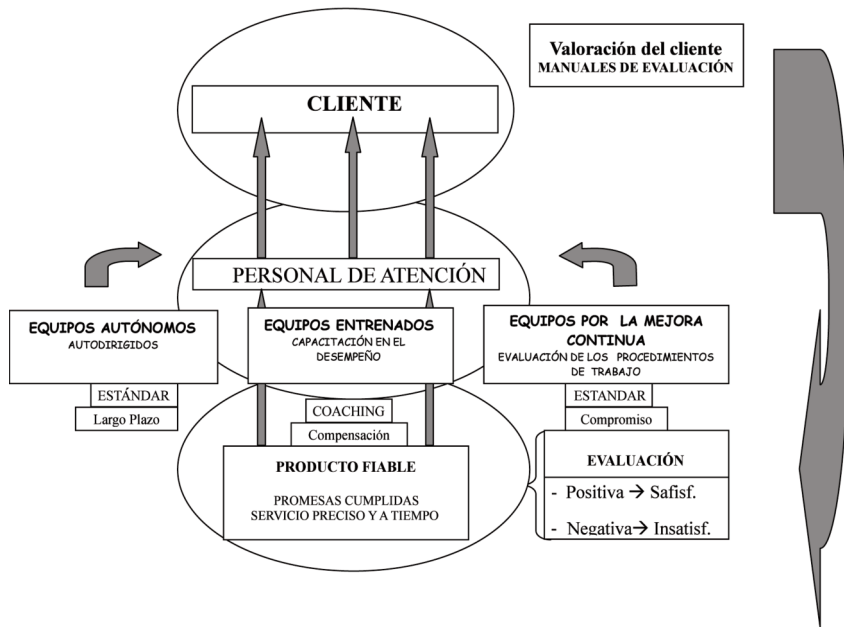 Valoración del cliente
MANUALES DE EVALUACIÓN
CLIENTE
PERSONAL DE ATENCIÓN
EQUIPOS AUTÓNOMOS
AUTODIRIGIDOS
ESTÁNDAR
Largo Plazo
EQUIPOS ENTRENADOS
CAPACITACIÓN EN EL
DESEMPEÑO
COACHING
Compensación
EQUIPOS POR LA MEJORA
CONTINUA
EVALUACIÓN DE LOS PROCEDIMIENTOS
DE TRABAJO
ESTANDAR
Compromiso
PRODUCTO FIABLE
PROMESAS CUMPLIDAS
SERVICIO PRECISO Y A TIEMPO
EVALUACIÓN
- Positiva → Safisf.
- Negativa→ Insatisf.